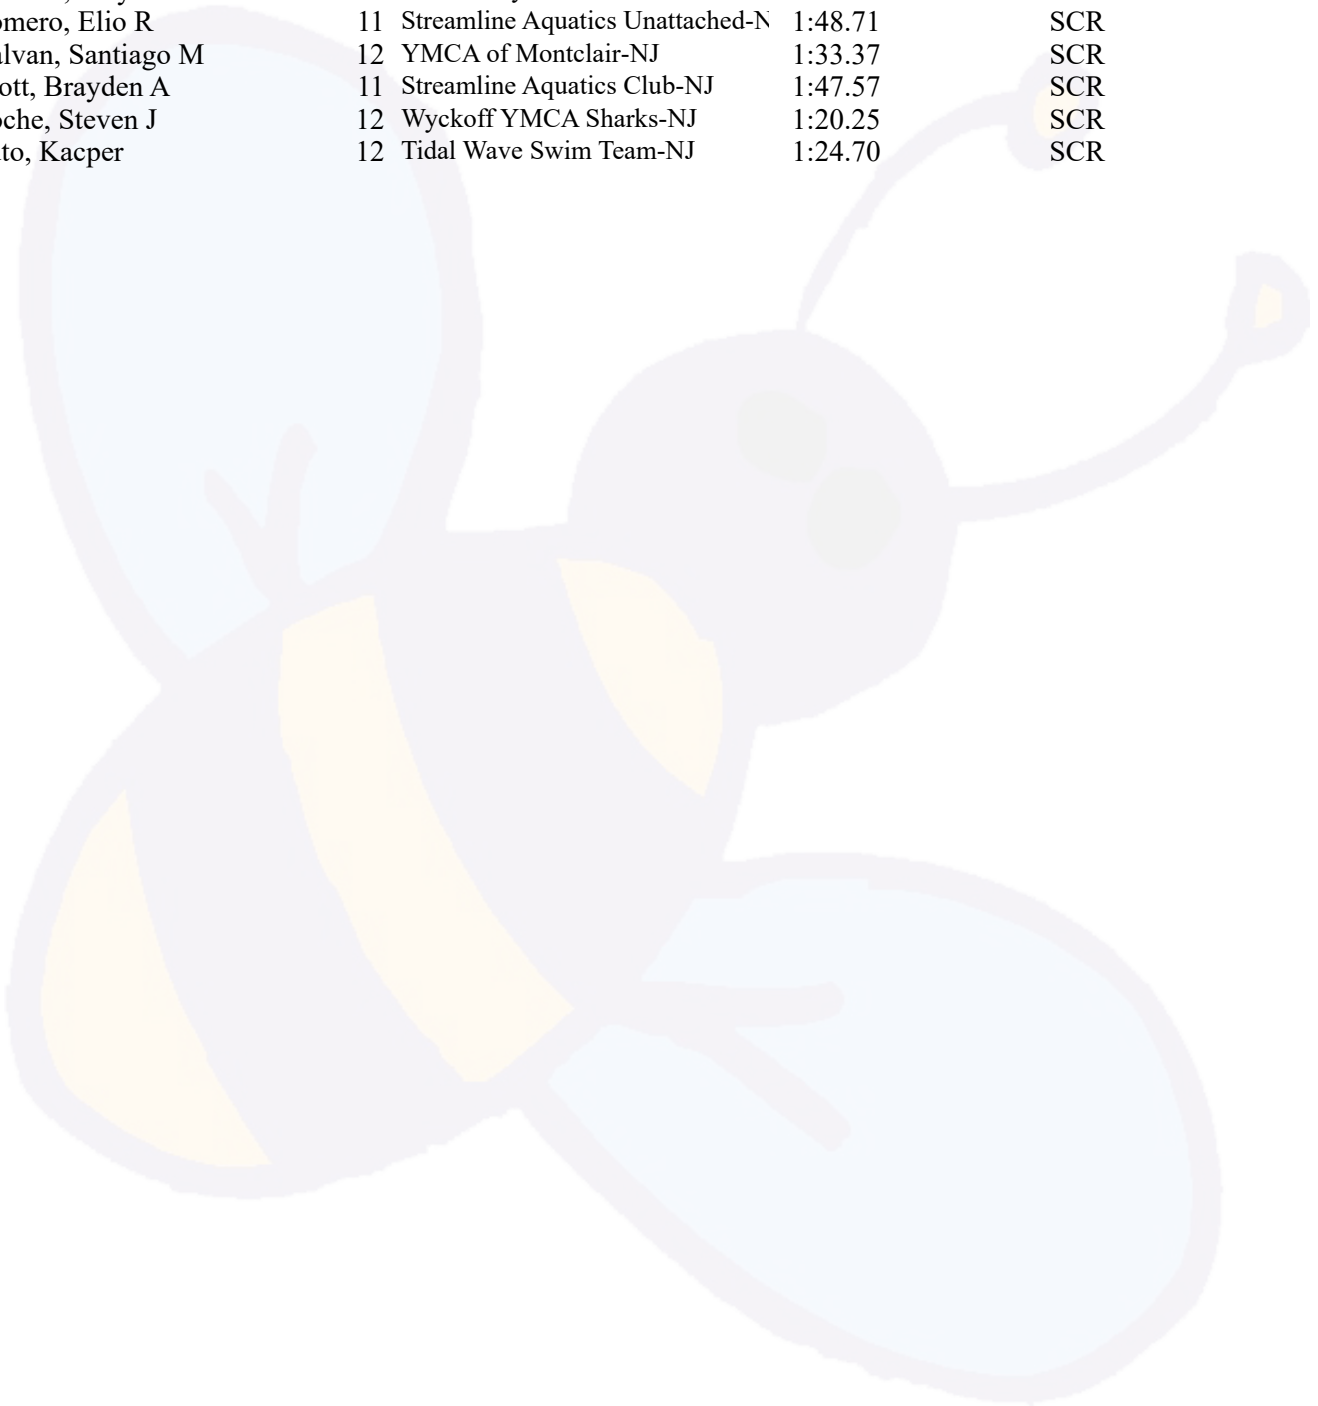 omero, Elio R 11 Streamline Aquatics Unattached-N 1:48.71 SCR
alvan, Santiago M 12 YMCA of Montclair-NJ 1:33.37 SCR
ott, Brayden A 11 Streamline Aquatics Club-NJ 1:47.57 SCR
oche, Steven J 12 Wyckoff YMCA Sharks-NJ 1:20.25 SCR
to, Kacper 12 Tidal Wave Swim Team-NJ 1:24.70 SCR